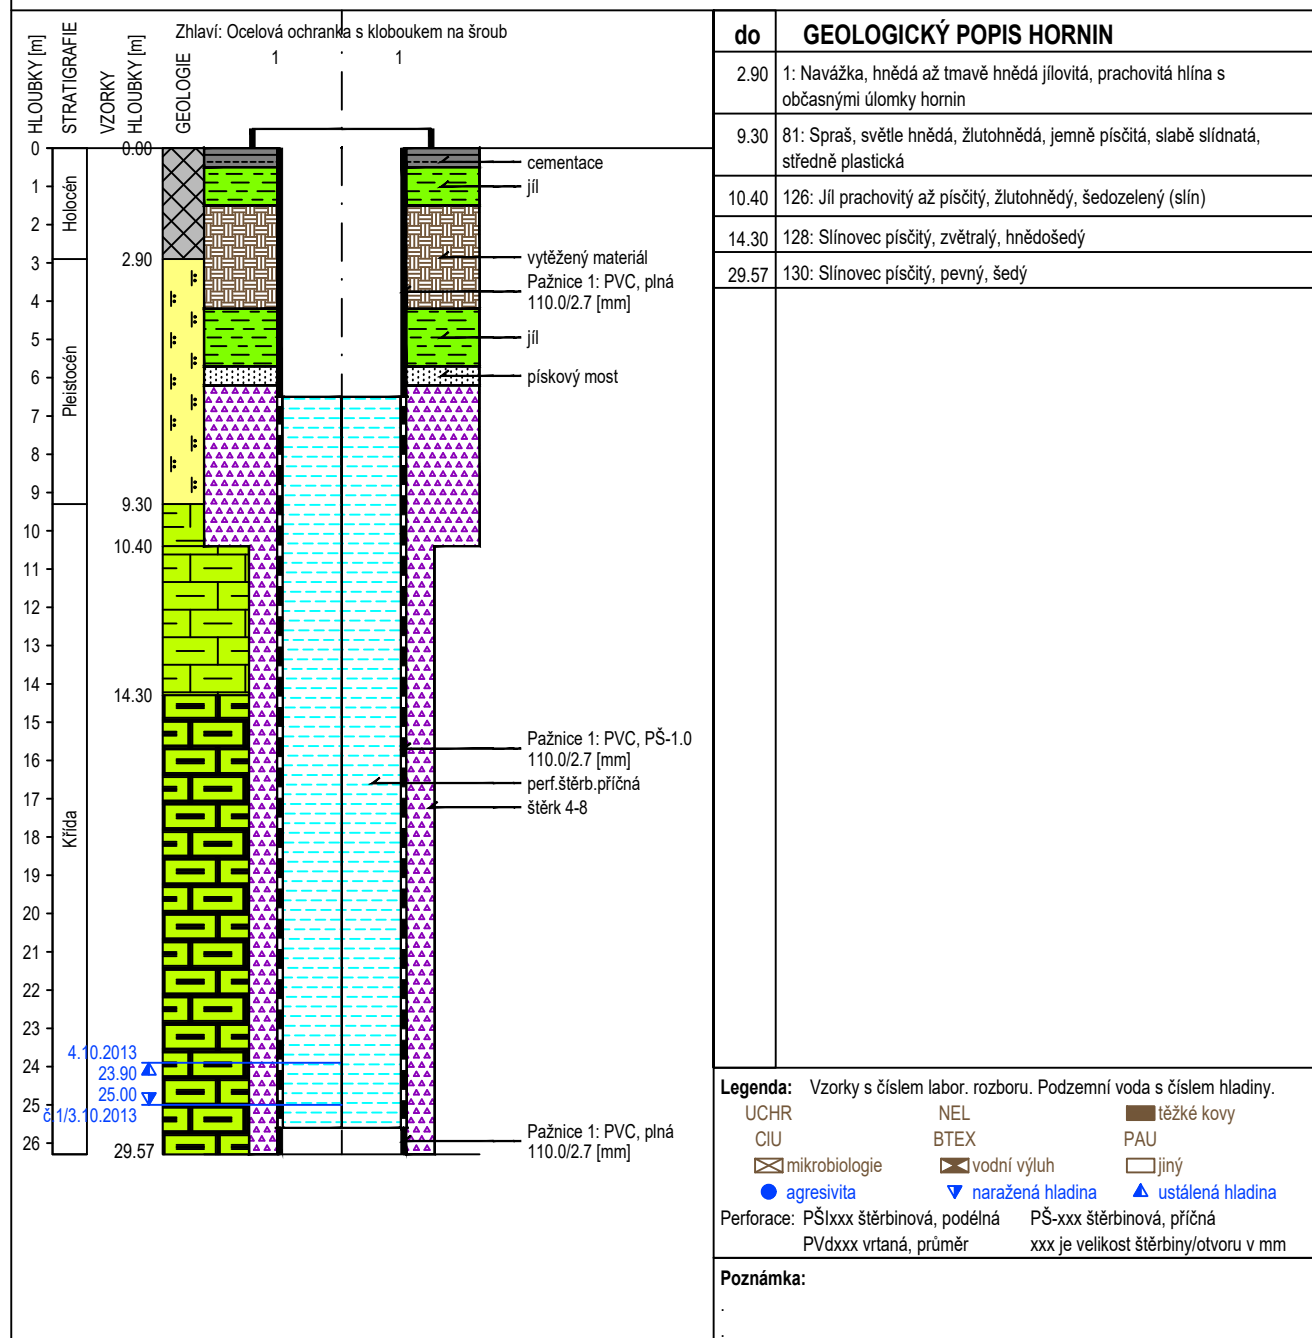 HLOUBKY [m]
STRATIGRAFIE
VZORKY
HLOUBKY [m]
GEOLOGIE
Zhlaví: Ocelová ochranka s kloboukem na šroub
1 1
0
1
2
3
4
5
6
7
8
9
10
11
12
13
14
15
16
17
18
19
20
21
22
23
24
25
26
Holocén
Pleistocén
Křída
0.00
2.90
9.30
10.40
14.30
4.10.2013
23.90
25.00
č.1/3.10.2013
29.57
cementace
jíl
vytěžený materiál
Pažnice 1: PVC, plná
110.0/2.7 [mm]
jíl
pískový most
Pažnice 1: PVC, PŠ-1.0
110.0/2.7 [mm]
perf.štěrb.příčná
štěrk 4-8
Pažnice 1: PVC, plná
110.0/2.7 [mm]
do GEOLOGICKÝ POPIS HORNIN
2.90 1: Navážka, hnědá až tmavě hnědá jílovitá, prachovitá hlína s
občasnými úlomky hornin
9.30 81: Spraš, světle hnědá, žlutohnědá, jemně písčitá, slabě slídnatá,
středně plastická
10.40 126: Jíl prachovitý až písčitý, žlutohnědý, šedozelený (slín)
14.30 128: Slínovec písčitý, zvětralý, hnědošedý
29.57 130: Slínovec písčitý, pevný, šedý
Legenda: Vzorky s číslem labor. rozboru. Podzemní voda s číslem hladiny.
UCHR NEL těžké kovy
CIU BTEX PAU
mikrobiologie vodní výluh jiný
agresivita naražená hladina ustálená hladina
Perforace: PŠIxxx štěrbinová, podélná PŠ-xxx štěrbinová, příčná
PVdxxx vrtaná, průměr xxx je velikost štěrbiny/otvoru v mm
Poznámka:
.
.